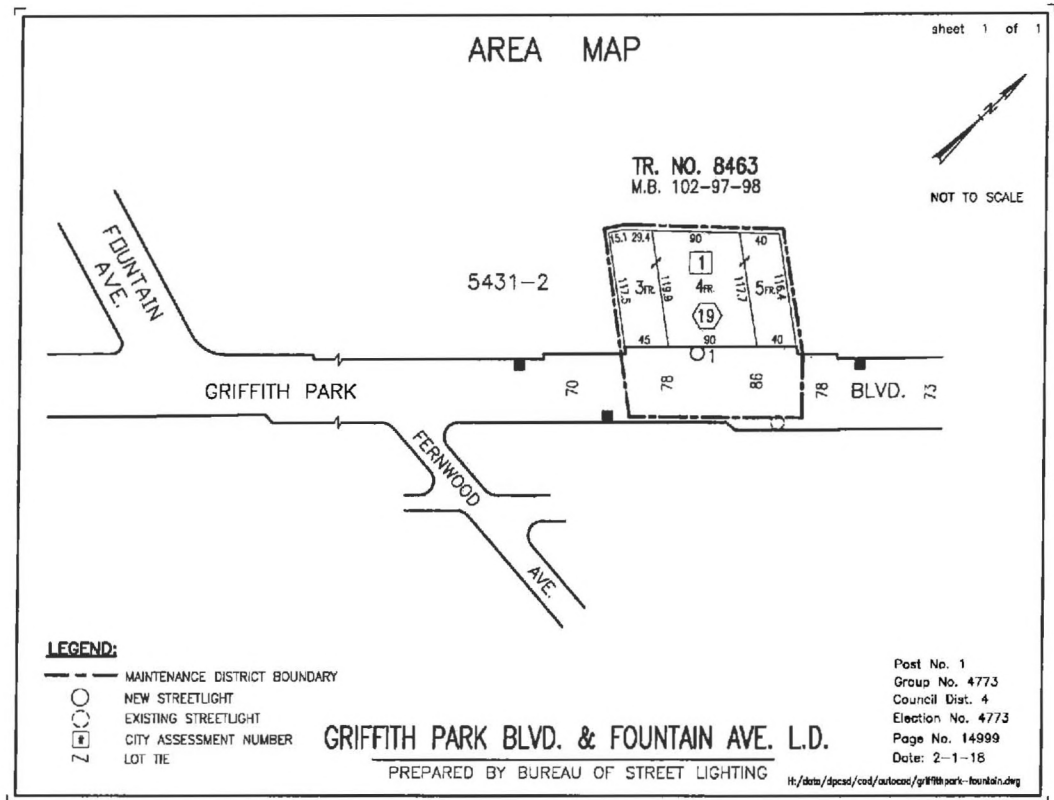 sheet 1 of 1
AREA MAP
N
NOT TO SCALE
TR. NO. 8463
M.B. 102-97-98
FOUNTAIN
AVE.
5431-2
15.1 29.4 90 40
1
117.5 3FR. 119.9 4FR. 117.7 5FR. 116.4
19
45 90 40
1
GRIFFITH PARK 70 78 86 78 BLVD. 73
FERNWOOD
AVE.
LEGEND:
MAINTENANCE DISTRICT BOUNDARY
NEW STREETLIGHT
EXISTING STREETLIGHT
# CITY ASSESSMENT NUMBER
LOT TIE
GRIFFITH PARK BLVD. & FOUNTAIN AVE. L.D.
PREPARED BY BUREAU OF STREET LIGHTING
Post No. 1
Group No. 4773
Council Dist. 4
Election No. 4773
Page No. 14999
Date: 2-1-18
H:/data/dpcsd/cad/autocad/griffithpark-fountain.dwg